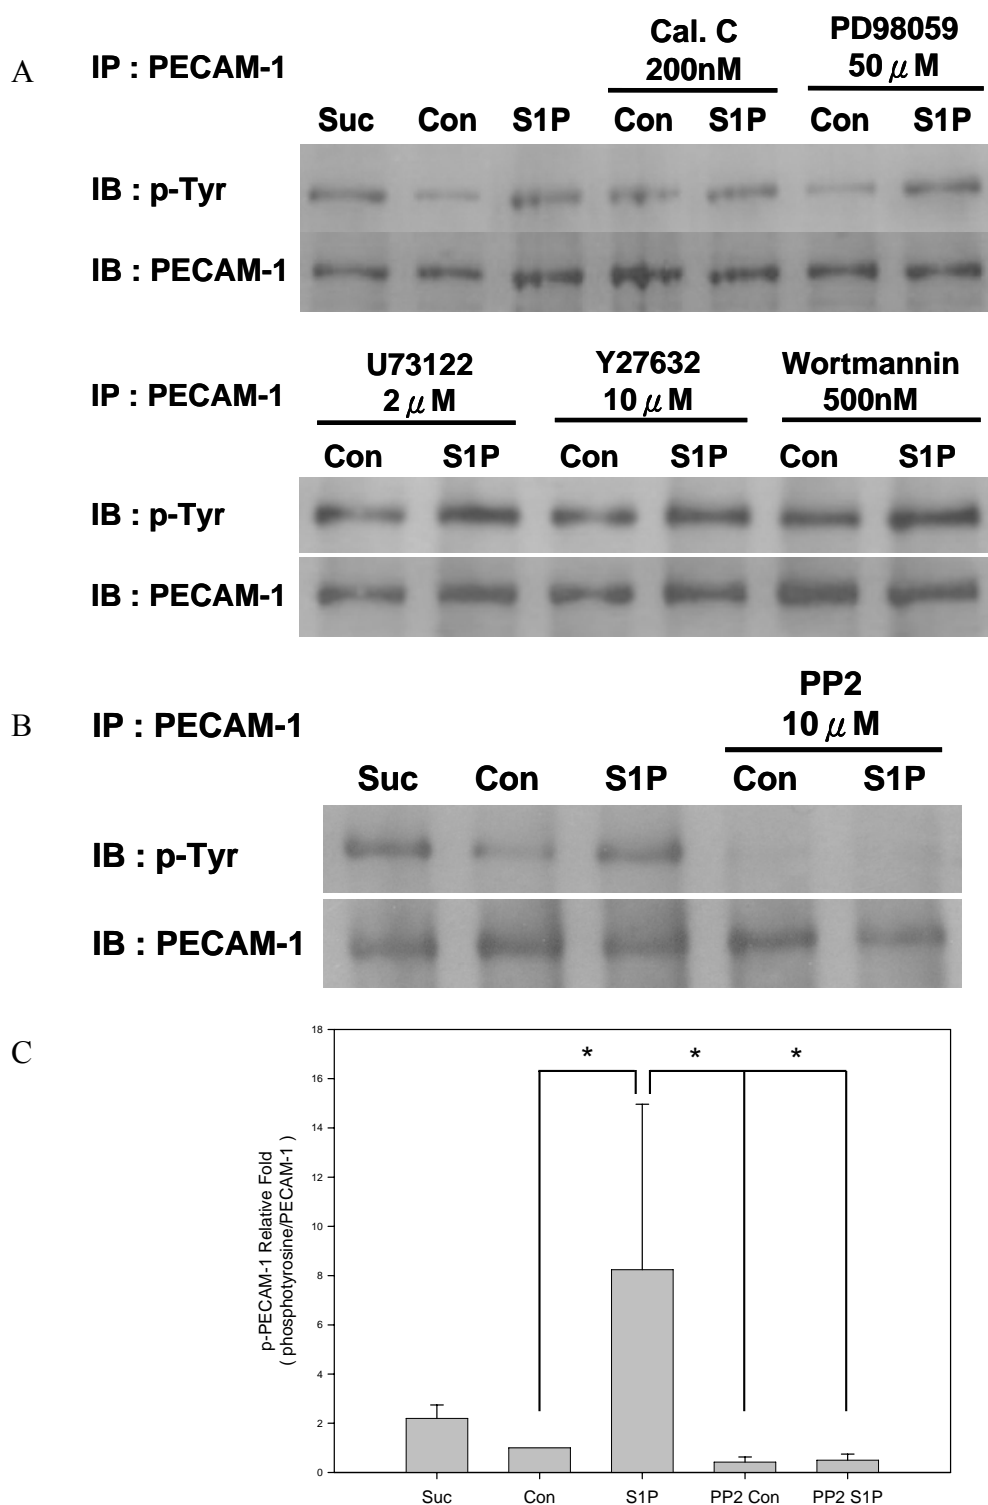 A
IP : PECAM-1
Cal. C
200nM
PD98059
50 μ M
Suc Con S1P Con S1P Con S1P
IB : p-Tyr
IB : PECAM-1
IP : PECAM-1
U73122
2 μ M
Y27632
10 μ M
Wortmannin
500nM
Con S1P Con S1P Con S1P
IB : p-Tyr
IB : PECAM-1
B
IP : PECAM-1
PP2
10 μ M
Suc Con S1P Con S1P
IB : p-Tyr
IB : PECAM-1
C
p-PECAM-1 Relative Fold
( phosphotyrosine/PECAM-1 )
18
16
14
12
10
8
6
4
2
0
* * *
Suc Con S1P PP2 Con PP2 S1P